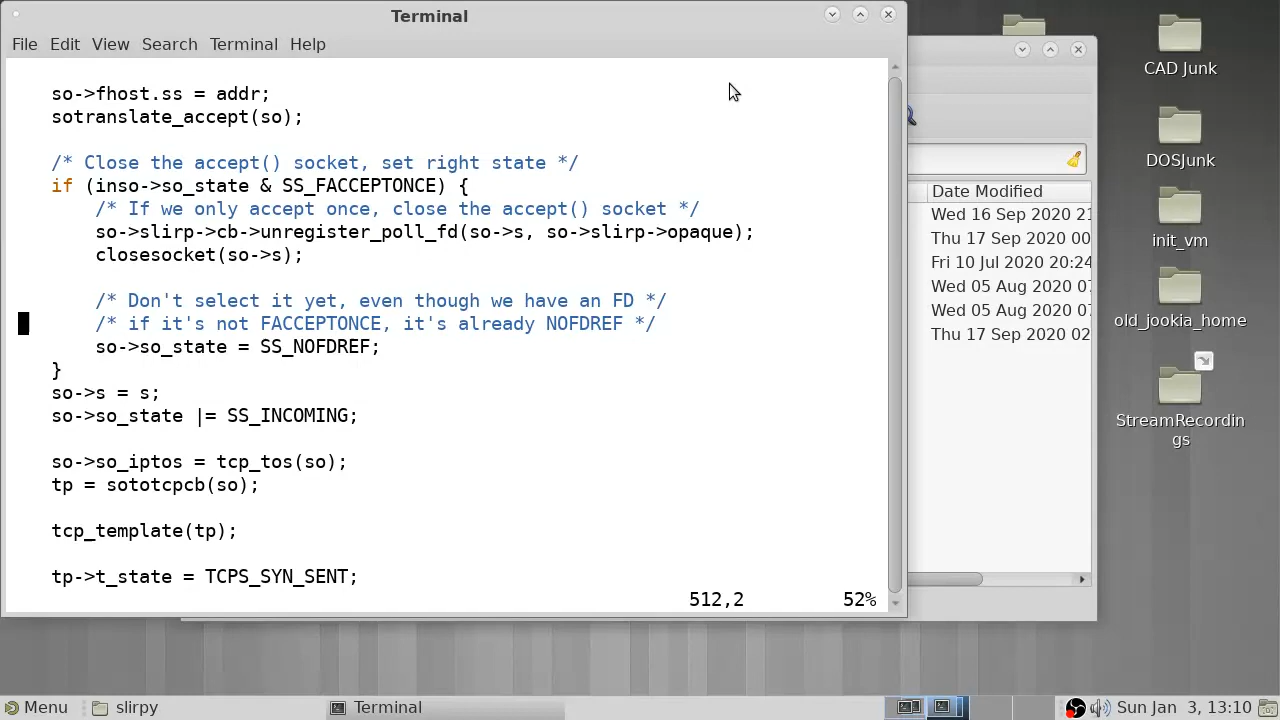 Terminal
File Edit View Search Terminal Help
so->fhost.ss = addr;
sotranslate_accept(so);
/* Close the accept() socket, set right state */
if (inso->so_state & SS_FACCEPTONCE) {
/* If we only accept once, close the accept() socket */
so->slirp->cb->unregister_poll_fd(so->s, so->slirp->opaque);
closesocket(so->s);
/* Don't select it yet, even though we have an FD */
/* if it's not FACCEPTONCE, it's already NOFDREF */
so->so_state = SS_NOFDREF;
}
so->s = s;
so->so_state |= SS_INCOMING;
so->so_iptos = tcp_tos(so);
tp = sototcpcb(so);
tcp_template(tp);
tp->t_state = TCPS_SYN_SENT;
512,2 52%
Date Modified
Wed 16 Sep 2020 21
Thu 17 Sep 2020 00
Fri 10 Jul 2020 20:24
Wed 05 Aug 2020 07
Wed 05 Aug 2020 07
Thu 17 Sep 2020 02
CAD Junk
DOSJunk
init_vm
old_jookia_home
StreamRecordin
gs
Menu slirpy Terminal Sun Jan 3, 13:10